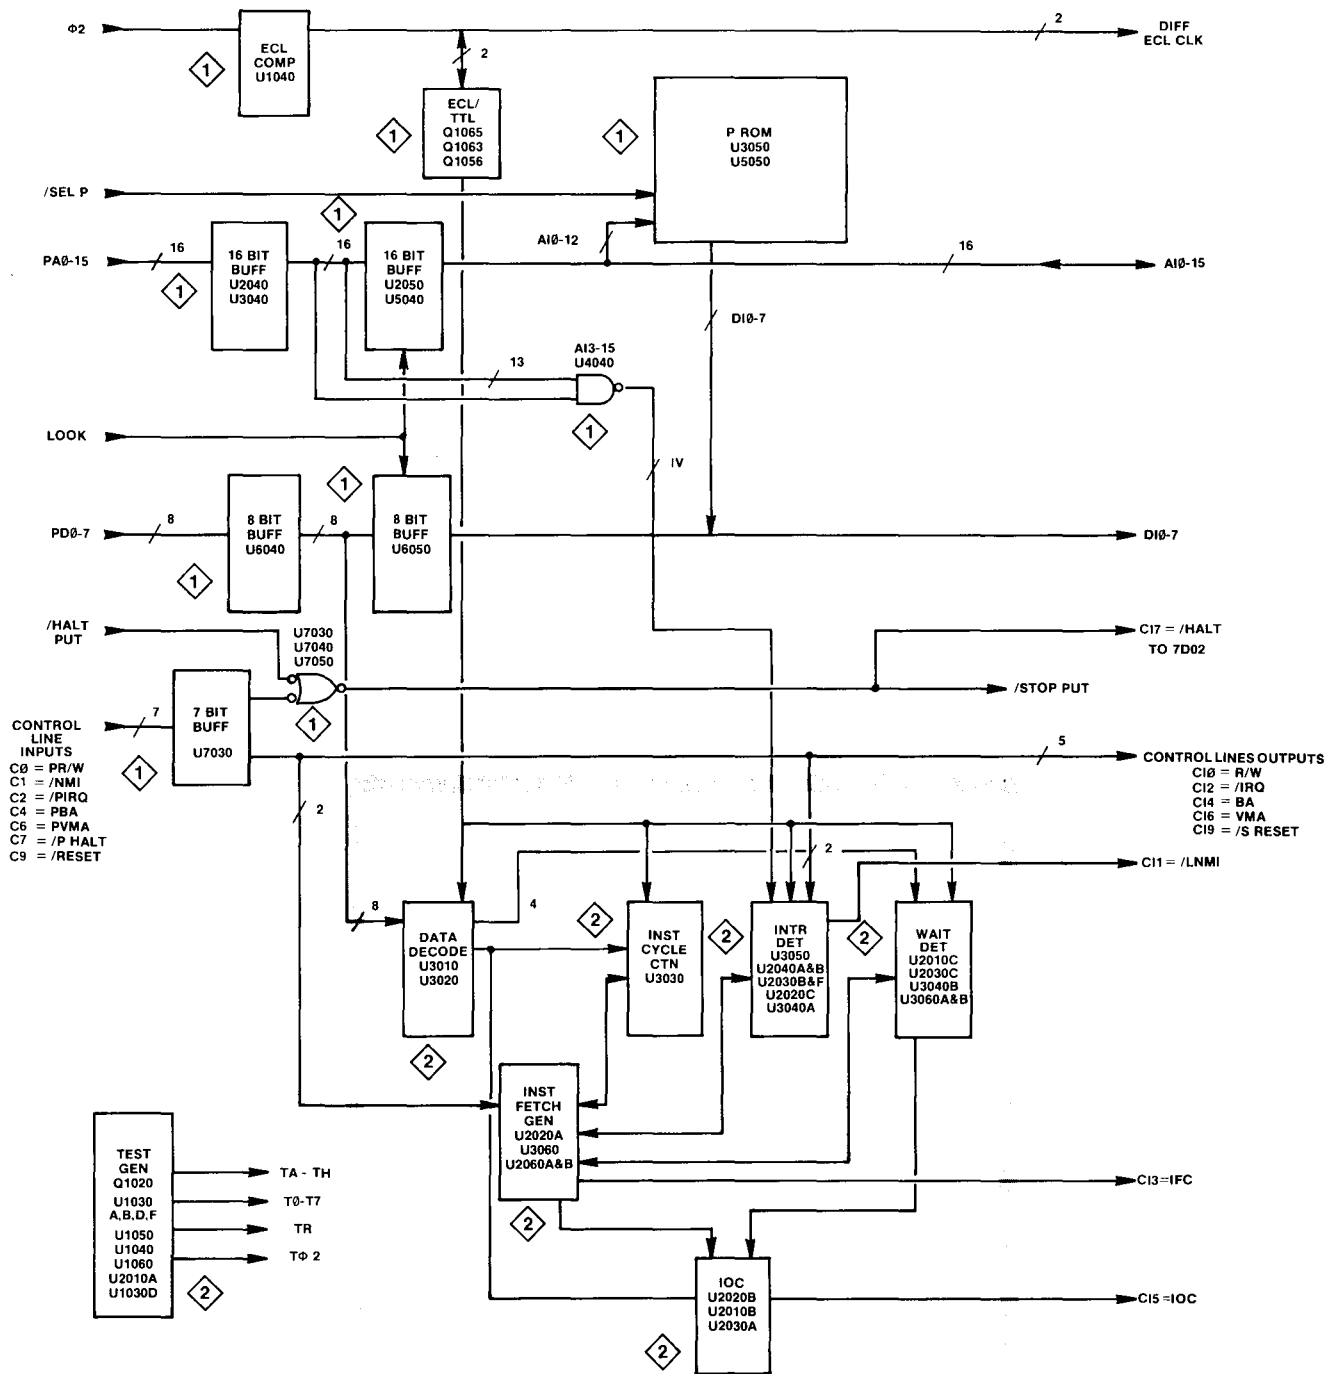 Φ2
ECL
COMP
U1040
1
2
2
DIFF
ECL CLK
ECL/
TTL
Q1065
Q1063
Q1056
1
P ROM
U3050
U5050
1
/SEL P
1
PAØ-15
16
16 BIT
BUFF
U2040
U3040
1
16
16 BIT
BUFF
U2050
U5040
AIØ-12
16
AIØ-15
DIØ-7
AI3-15
U4040
13
1
LOOK
IV
1
PDØ-7
8
8 BIT
BUFF
U6040
1
8
8 BIT
BUFF
U6050
DIØ-7
/HALT
PUT
U7030
U7040
U7050
1
CI7 = /HALT
TO 7D02
/STOP PUT
7 BIT
BUFF
U7030
7
1
CONTROL
LINE
INPUTS
CØ = PR/W
C1 = /NMI
C2 = /PIRQ
C4 = PBA
C6 = PVMA
C7 = /P HALT
C9 = /RESET
5
CONTROL LINES OUTPUTS
CIØ = R/W
CI2 = /IRQ
CI4 = BA
CI6 = VMA
CI9 = /S RESET
2
2
CI1 = /LNMI
8
4
DATA
DECODE
U3010
U3020
2
2
INST
CYCLE
CTN
U3030
2
INTR
DET
U3050
U2040A&B
U2030B&F
U2020C
U3040A
2
WAIT
DET
U2010C
U2030C
U3040B
U3060A&B
INST
FETCH
GEN
U2020A
U3060
U2060A&B
2
CI3=IFC
TEST
GEN
Q1020
U1030
A,B,D,F
U1050
U1040
U1060
U2010A
U1030D
2
TA - TH
TØ-T7
TR
TΦ 2
IOC
U2020B
U2010B
U2030A
2
CI5=IOC